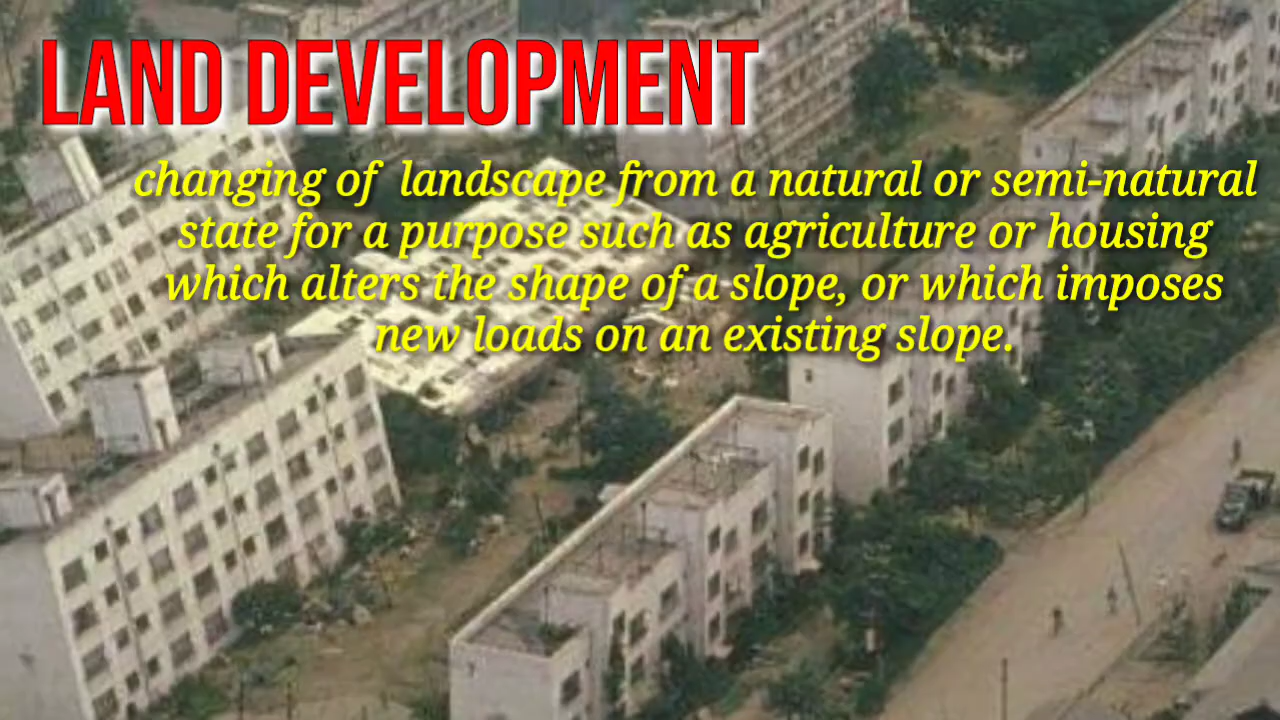 LAND DEVELOPMENT
changing of  landscape from a natural or semi-natural
state for a purpose such as agriculture or housing
which alters the shape of a slope, or which imposes
new loads on an existing slope.